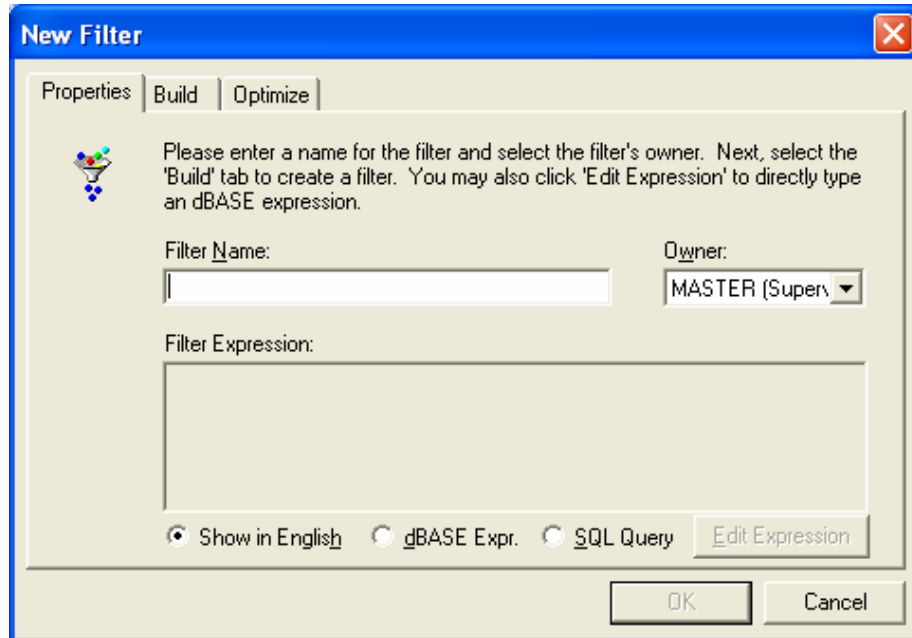 New Filter
Properties Build Optimize
Please enter a name for the filter and select the filter's owner. Next, select the
'Build' tab to create a filter. You may also click 'Edit Expression' to directly type
an dBASE expression.
Filter Name: Owner:
MASTER (Superv
Filter Expression:
Show in English dBASE Expr. SQL Query Edit Expression
OK Cancel